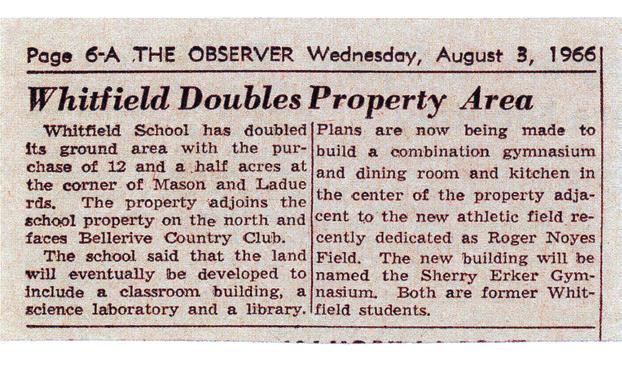 Page 6-A THE OBSERVER Wednesday, August 3, 1966
Whitfield Doubles Property Area
Whitfield School has doubled
its ground area with the pur-
chase of 12 and a half acres at
the corner of Mason and Ladue
rds. The property adjoins the
school property on the north and
faces Bellerive Country Club.
The school said that the land
will eventually be developed to
include a classroom building, a
science laboratory and a library.
Plans are now being made to
build a combination gymnasium
and dining room and kitchen in
the center of the property adja-
cent to the new athletic field re-
cently dedicated as Roger Noyes
Field. The new building will be
named the Sherry Erker Gym-
nasium. Both are former Whit-
field students.